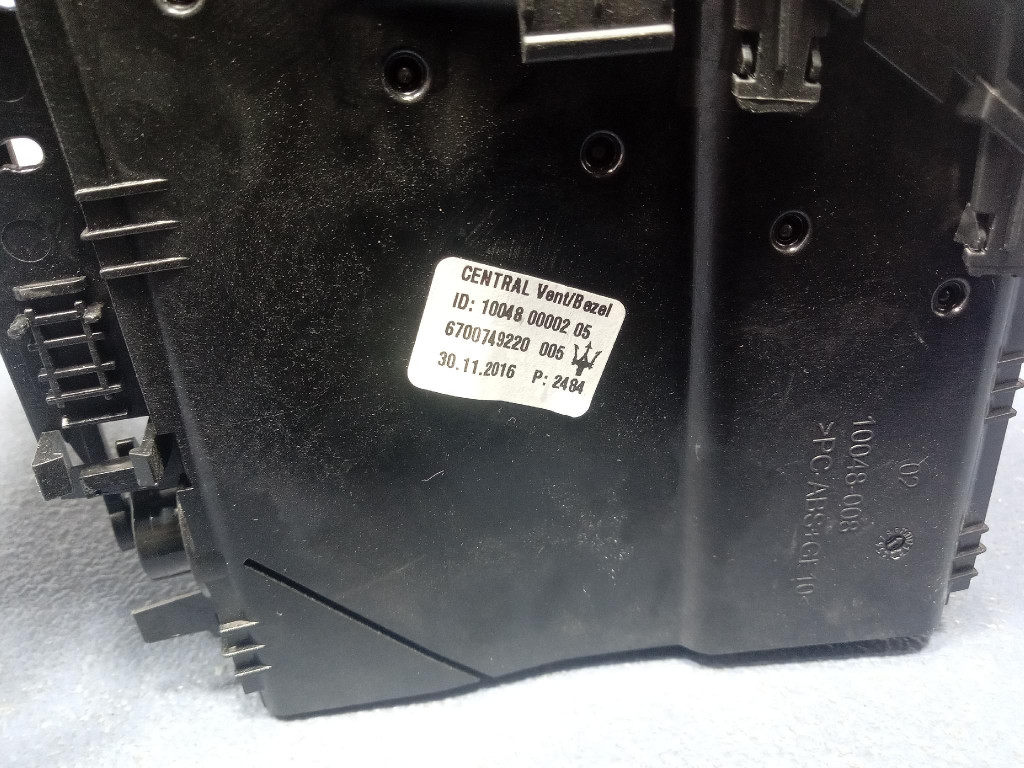 CENTRAL Vent/Bezel
ID: 10048 00002 05
6700749220 005
30.11.2016 P: 2484
10048 008 02
>PC-ABS+GF10<